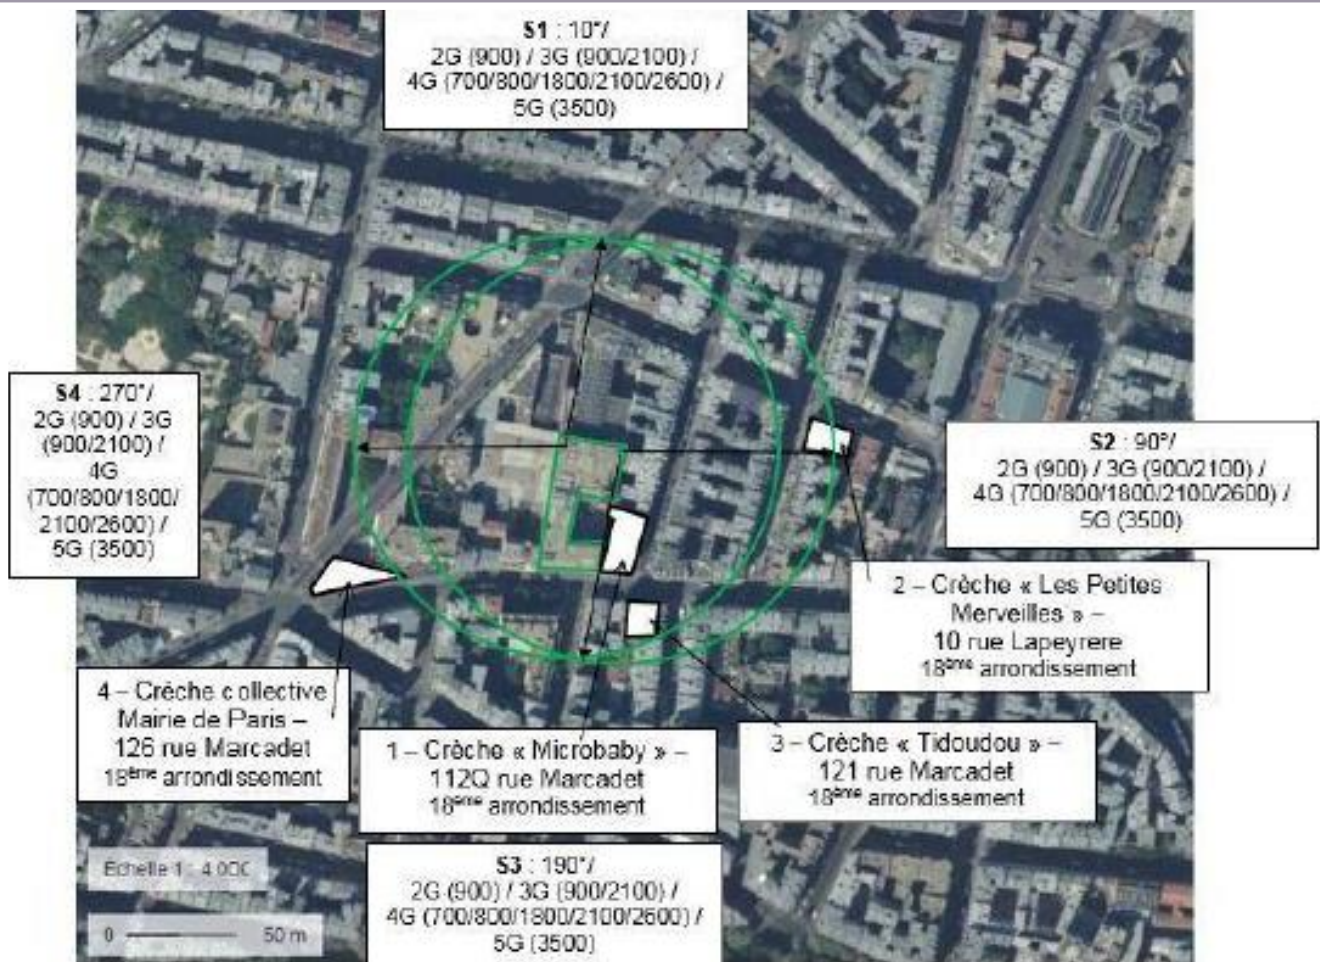 S1 : 10°/
2G (900) / 3G (900/2100) /
4G (700/800/1800/2100/2600) /
5G (3500)
S4 : 270°/
2G (900) / 3G
(900/2100) /
4G
(700/800/1800/
2100/2600) /
5G (3500)
S2 : 90°/
2G (900) / 3G (900/2100) /
4G (700/800/1800/2100/2600) /
5G (3500)
2 – Crèche « Les Petites
Merveilles » –
10 rue Lapeyrere
18ème arrondissement
4 – Crèche collective
Mairie de Paris –
126 rue Marcadet
18ème arrondissement
1 – Crèche « Microbaby » –
112Q rue Marcadet
18ème arrondissement
3 – Crèche « Tidoudou » –
121 rue Marcadet
18ème arrondissement
Echelle 1 : 4 000
0 50 m
S3 : 190°/
2G (900) / 3G (900/2100) /
4G (700/800/1800/2100/2600) /
5G (3500)